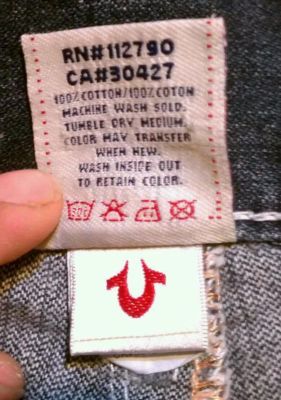 RN#112790
CA#30427
100%COTTON/100%COTON
MACHINE WASH SOLD.
TUMBLE DRY MEDIUM.
COLOR MAY TRANSFER
WHEN NEW.
WASH INSIDE OUT
TO RETAIN COLOR.